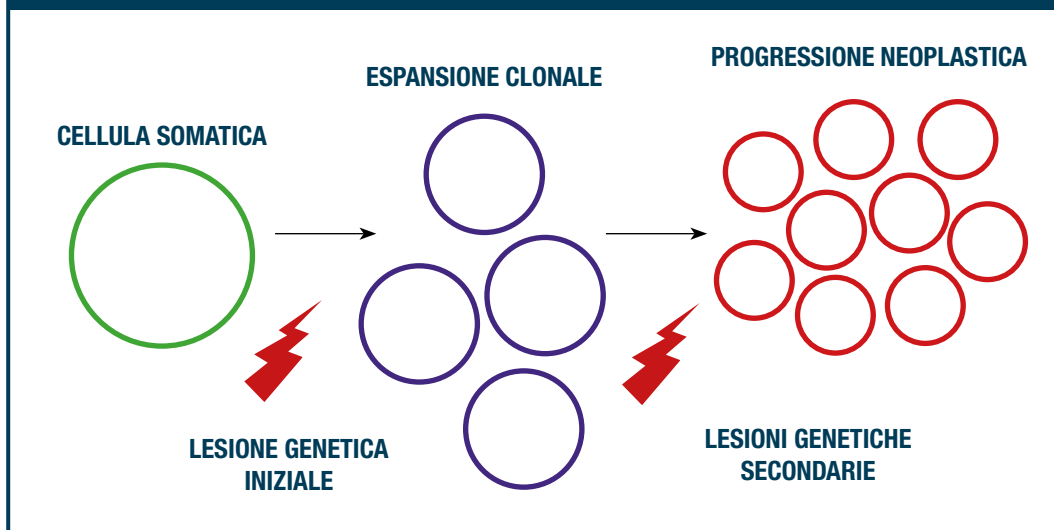 CELLULA SOMATICA
ESPANSIONE CLONALE
PROGRESSIONE NEOPLASTICA
LESIONE GENETICA
INIZIALE
LESIONI GENETICHE
SECONDARIE